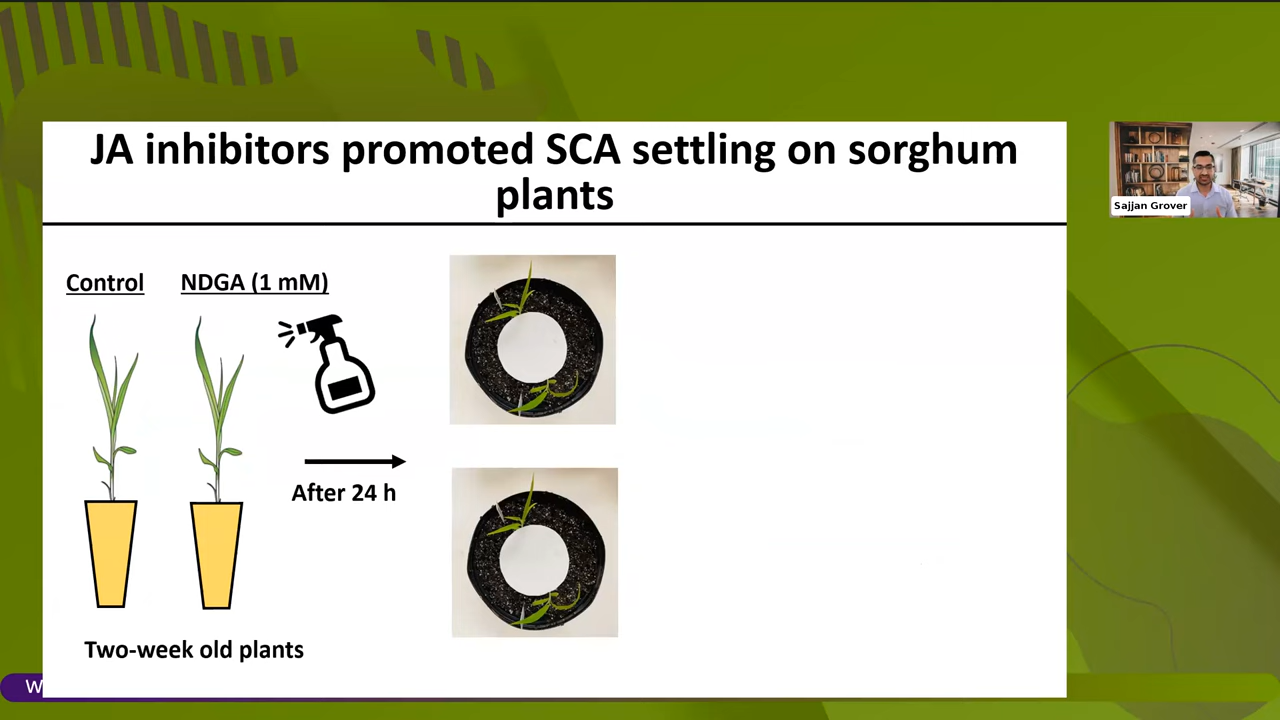 JA inhibitors promoted SCA settling on sorghum
plants
Sajjan Grover
Control
NDGA (1 mM)
After 24 h
Two-week old plants
W